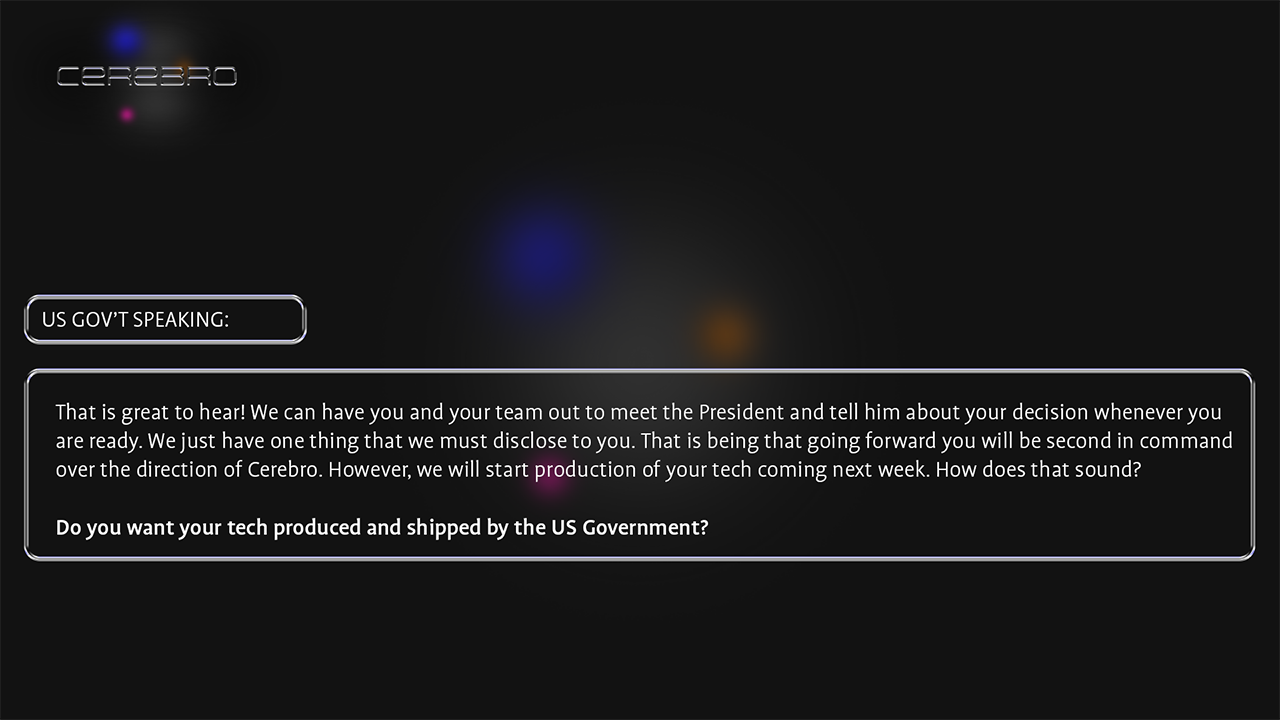 CEREBRO
US GOV’T SPEAKING:
That is great to hear! We can have you and your team out to meet the President and tell him about your decision whenever you
are ready. We just have one thing that we must disclose to you. That is being that going forward you will be second in command
over the direction of Cerebro. However, we will start production of your tech coming next week. How does that sound?
Do you want your tech produced and shipped by the US Government?